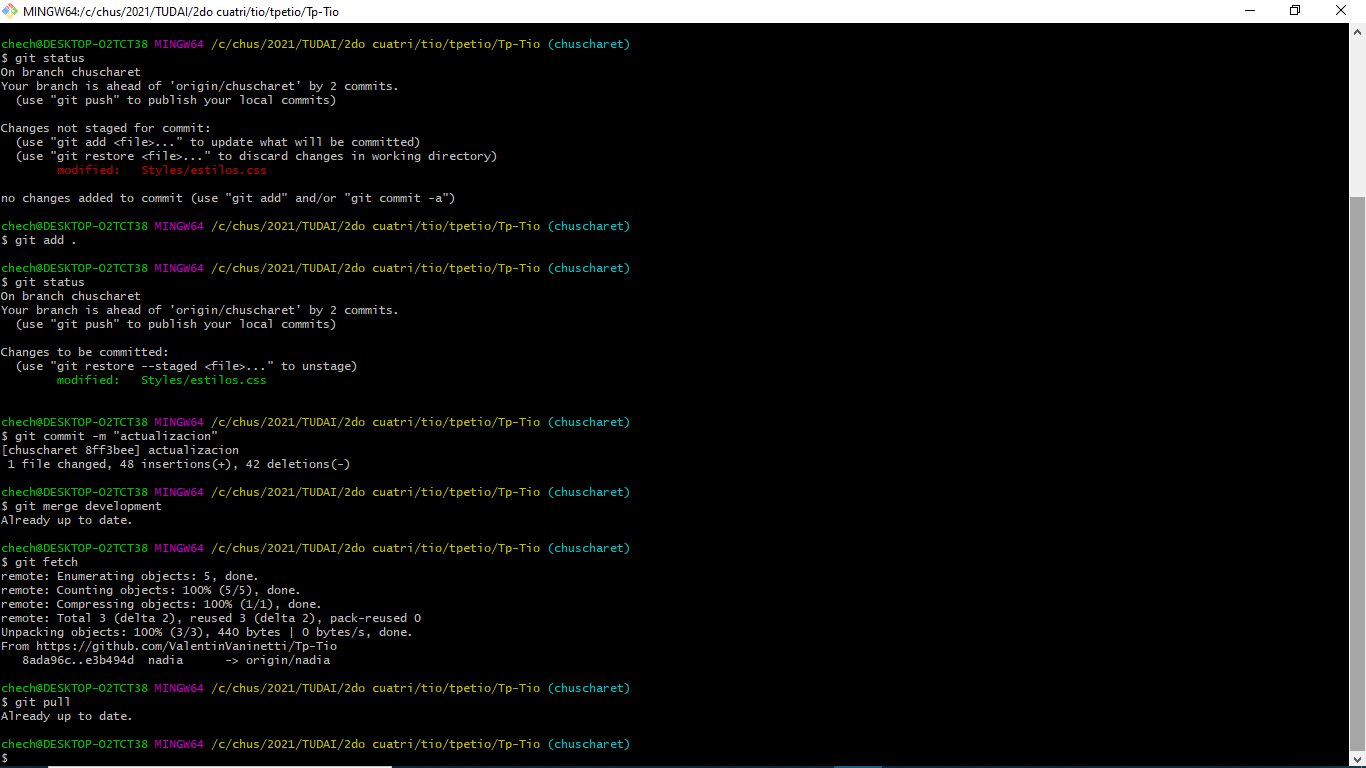 MINGW64:/c/chus/2021/TUDAI/2do cuatri/tio/tpetio/Tp-Tio
chech@DESKTOP-O2TCT38 MINGW64 /c/chus/2021/TUDAI/2do cuatri/tio/tpetio/Tp-Tio (chuscharet)
$ git status
On branch chuscharet
Your branch is ahead of 'origin/chuscharet' by 2 commits.
  (use "git push" to publish your local commits)
Changes not staged for commit:
  (use "git add <file>..." to update what will be committed)
  (use "git restore <file>..." to discard changes in working directory)
        modified:   Styles/estilos.css
no changes added to commit (use "git add" and/or "git commit -a")
chech@DESKTOP-O2TCT38 MINGW64 /c/chus/2021/TUDAI/2do cuatri/tio/tpetio/Tp-Tio (chuscharet)
$ git add .
chech@DESKTOP-O2TCT38 MINGW64 /c/chus/2021/TUDAI/2do cuatri/tio/tpetio/Tp-Tio (chuscharet)
$ git status
On branch chuscharet
Your branch is ahead of 'origin/chuscharet' by 2 commits.
  (use "git push" to publish your local commits)
Changes to be committed:
  (use "git restore --staged <file>..." to unstage)
        modified:   Styles/estilos.css
chech@DESKTOP-O2TCT38 MINGW64 /c/chus/2021/TUDAI/2do cuatri/tio/tpetio/Tp-Tio (chuscharet)
$ git commit -m "actualizacion"
[chuscharet 8ff3bee] actualizacion
 1 file changed, 48 insertions(+), 42 deletions(-)
chech@DESKTOP-O2TCT38 MINGW64 /c/chus/2021/TUDAI/2do cuatri/tio/tpetio/Tp-Tio (chuscharet)
$ git merge development
Already up to date.
chech@DESKTOP-O2TCT38 MINGW64 /c/chus/2021/TUDAI/2do cuatri/tio/tpetio/Tp-Tio (chuscharet)
$ git fetch
remote: Enumerating objects: 5, done.
remote: Counting objects: 100% (5/5), done.
remote: Compressing objects: 100% (1/1), done.
remote: Total 3 (delta 2), reused 3 (delta 2), pack-reused 0
Unpacking objects: 100% (3/3), 440 bytes | 0 bytes/s, done.
From https://github.com/ValentinVaninetti/Tp-Tio
   8ada96c..e3b494d  nadia      -> origin/nadia
chech@DESKTOP-O2TCT38 MINGW64 /c/chus/2021/TUDAI/2do cuatri/tio/tpetio/Tp-Tio (chuscharet)
$ git pull
Already up to date.
chech@DESKTOP-O2TCT38 MINGW64 /c/chus/2021/TUDAI/2do cuatri/tio/tpetio/Tp-Tio (chuscharet)
$